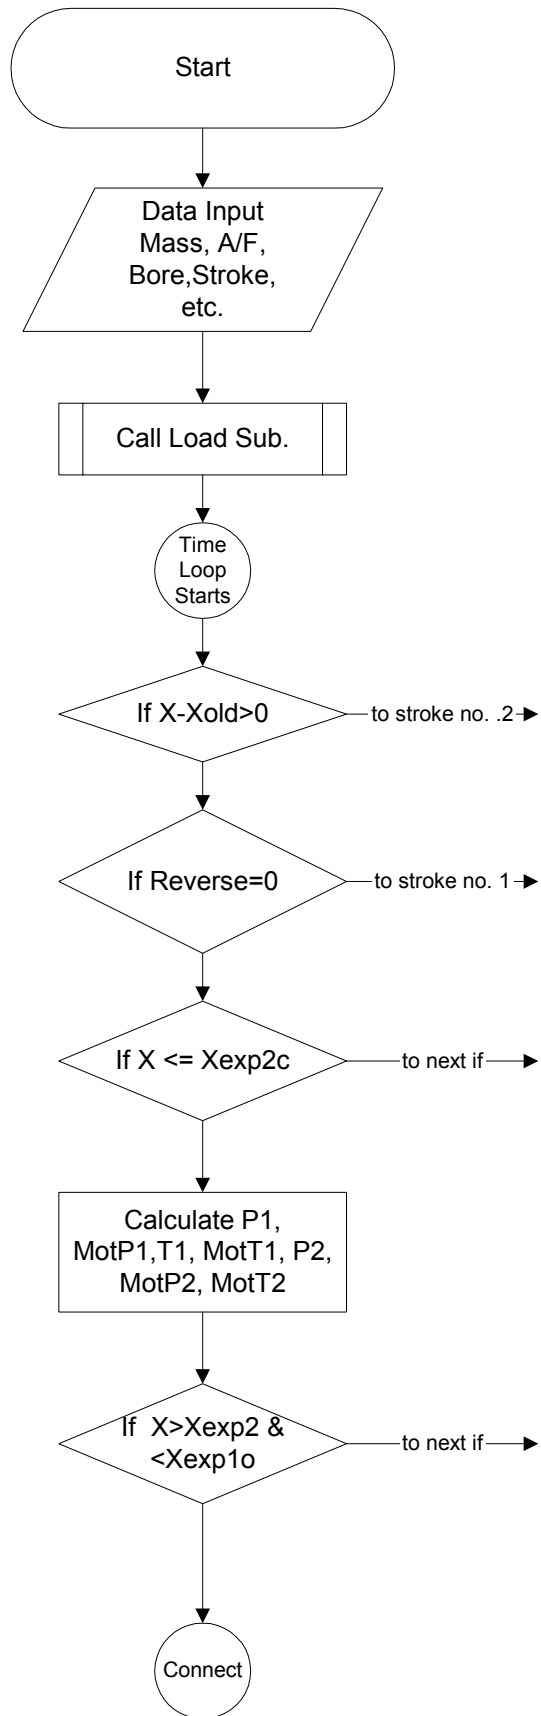 Start
Data Input
Mass, A/F,
Bore,Stroke,
etc.
Call Load Sub.
Time
Loop
Starts
If X-Xold>0
to stroke no. .2
If Reverse=0
to stroke no. 1
If X <= Xexp2c
to next if
Calculate P1,
MotP1,T1, MotT1, P2,
MotP2, MotT2
If X>Xexp2 &
<Xexp1o
to next if
Connect